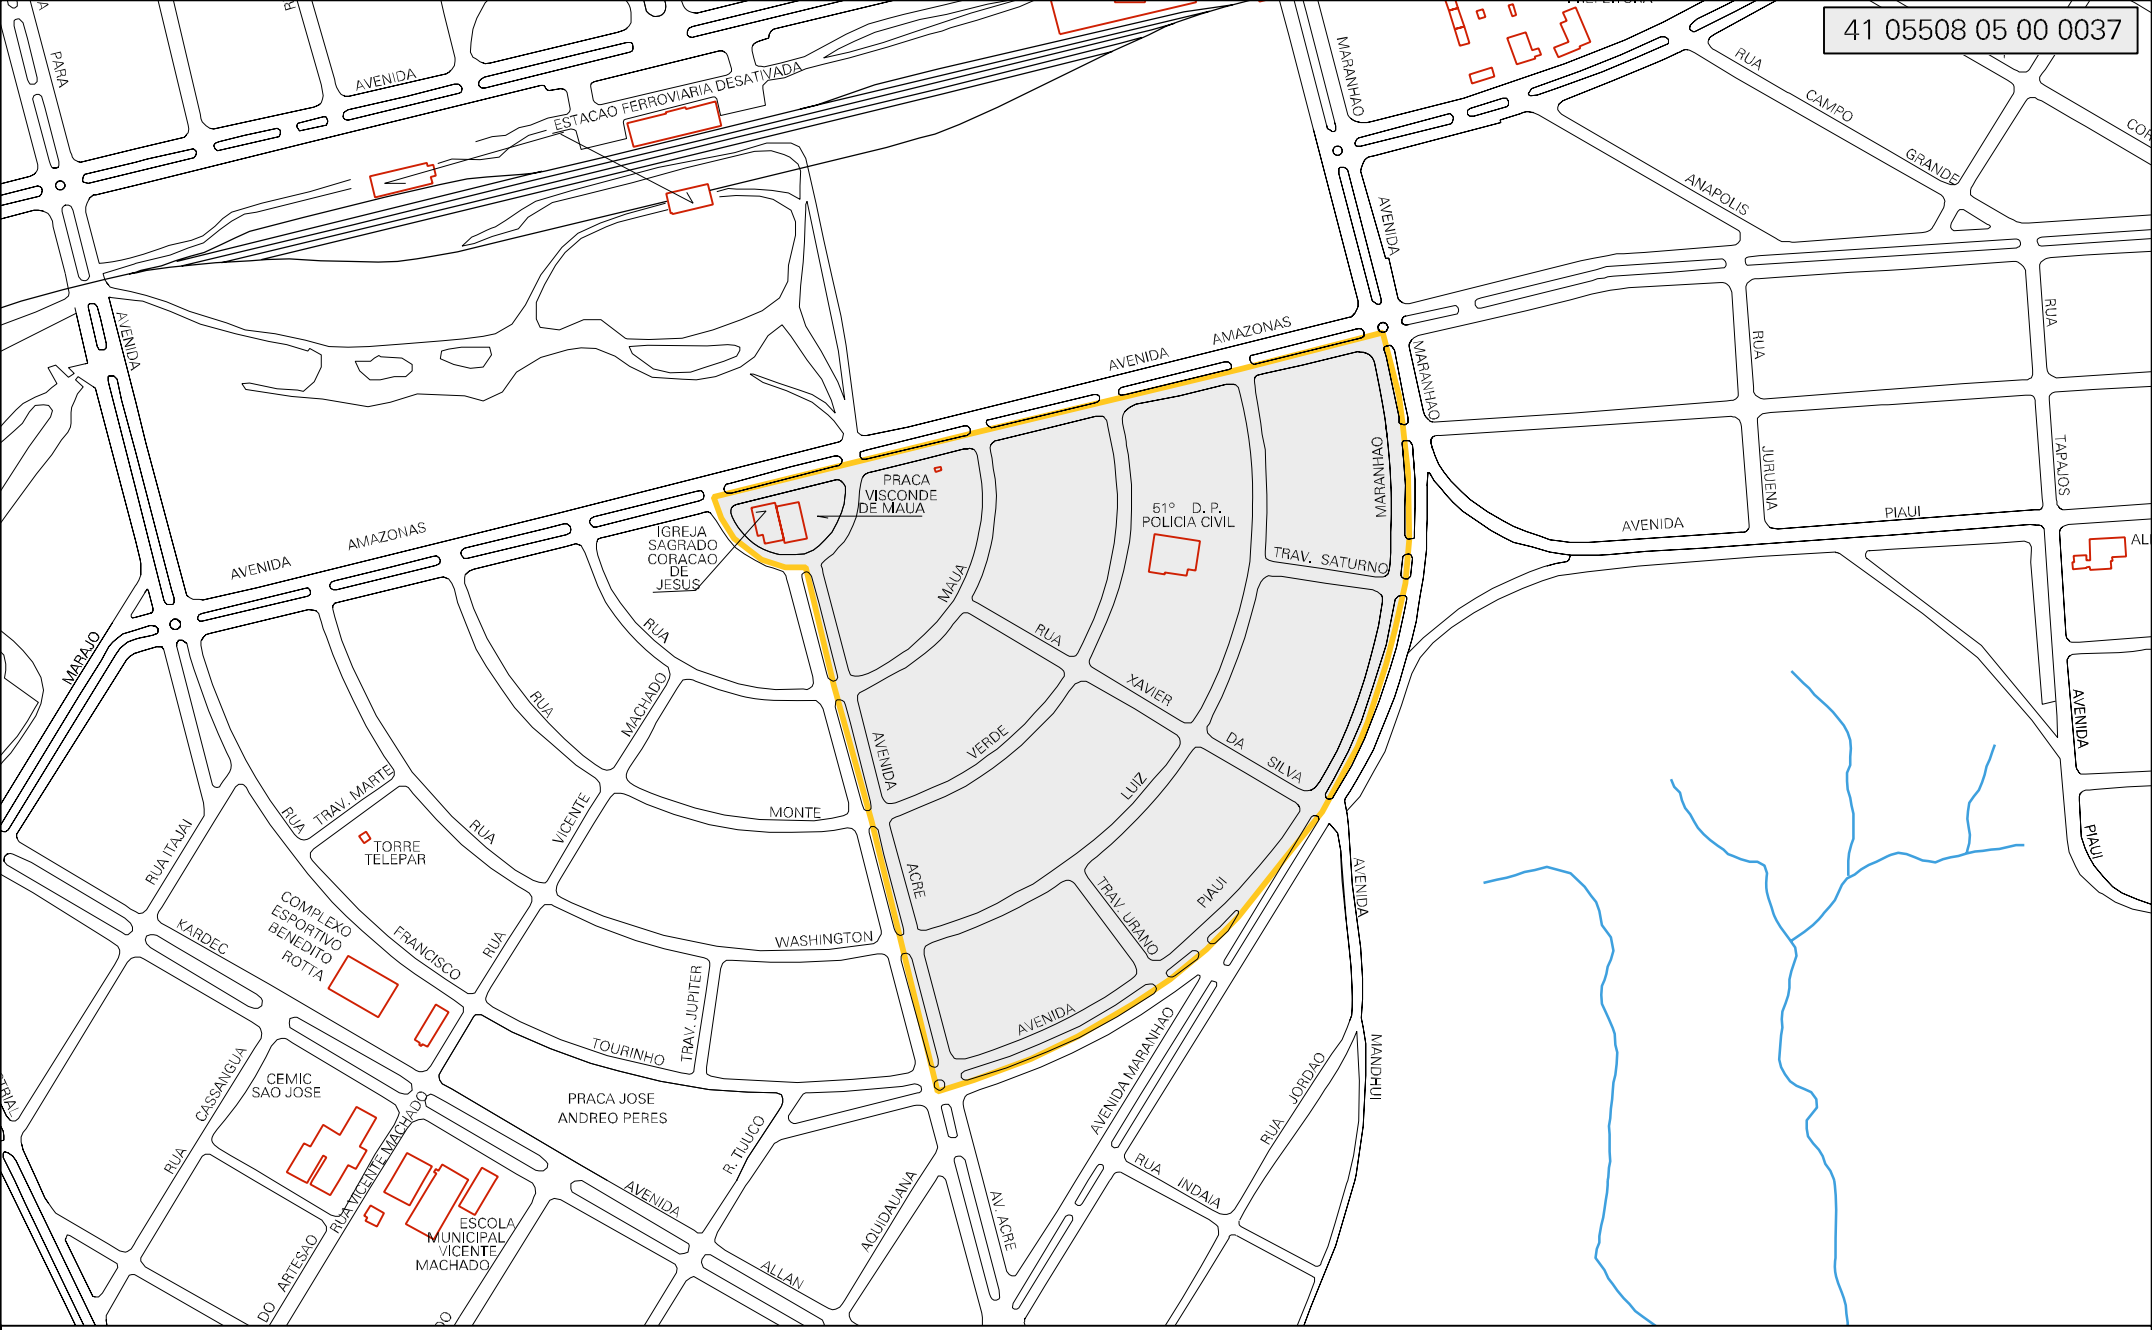 41 05508 05 00 0037
PARA
AVENIDA
ESTACAO FERROVIARIA DESATIVADA
MARANHAO
RUA
CAMPO
GRANDE
ANAPOLIS
AVENIDA
AVENIDA
AVENIDA
AMAZONAS
MARANHAO
RUA
RUA
MARANHAO
JURUENA
TAPAJOS
PRACA
VISCONDE
DE MAUA
51° D. P.
POLICIA CIVIL
AVENIDA
PIAUI
IGREJA
SAGRADO
CORACAO
DE
JESUS
AVENIDA
AMAZONAS
TRAV. SATURNO
MAUA
RUA
RUA
MARAJO
RUA
MACHADO
XAVIER
VERDE
AVENIDA
DA
SILVA
AVENIDA
LUIZ
TRAV. MARTE
RUA
RUA
VICENTE
MONTE
TORRE
TELEPAR
RUA ITAJAI
ACRE
PIAUI
AVENIDA
PIAUI
TRAV. URANO
COMPLEXO
ESPORTIVO
BENEDITO
ROTTA
KARDEC
FRANCISCO
RUA
WASHINGTON
TRAV. JUPITER
AVENIDA
AVENIDA MARANHAO
TOURINHO
MANDHUI
RUA
JORDAO
CEMIC
SAO JOSE
CASSANGUA
RUA
PRACA JOSE
ANDREO PERES
R. TIJUCO
RUA VICENTE MACHADO
RUA
INDAIA
AVENIDA
AQUIDAUANA
AV. ACRE
ESCOLA
MUNICIPAL
VICENTE
MACHADO
DO
ARTESAO
ALLAN